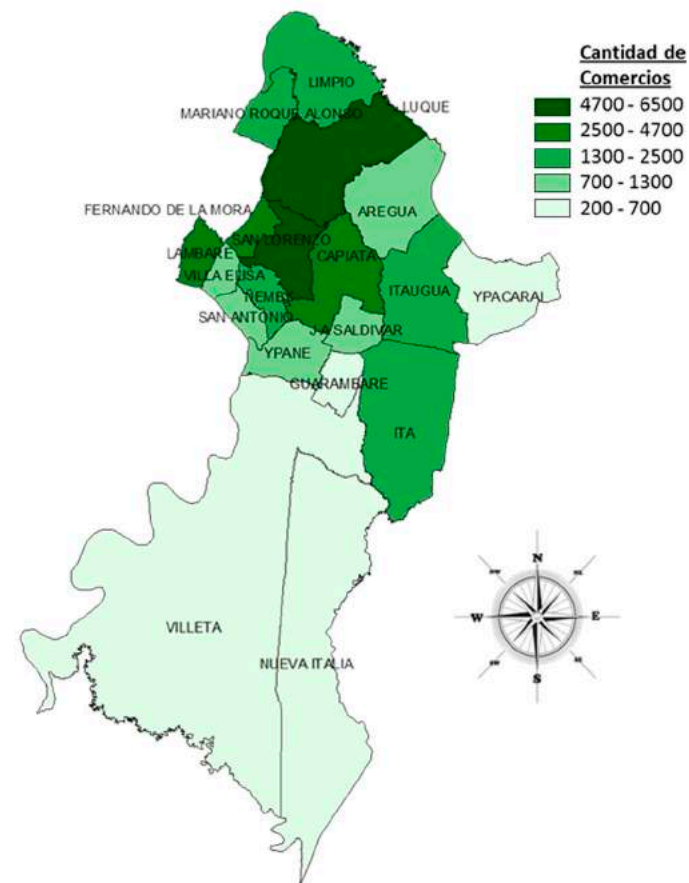 Cantidad de
Comercios
4700 - 6500
2500 - 4700
1300 - 2500
700 - 1300
200 - 700
LIMPIO
MARIANO ROQUE ALONSO
LUQUE
FERNANDO DE LA MORA
AREGUA
SAN LORENZO
LAMBARE
CAPIATA
VILLA ELISA
ITAUGUA
YPACARAI
ÑEMBY
SAN ANTONIO
J A SALDIVAR
YPANE
GUARAMBARE
ITA
VILLETA
NUEVA ITALIA
N
W
E
S